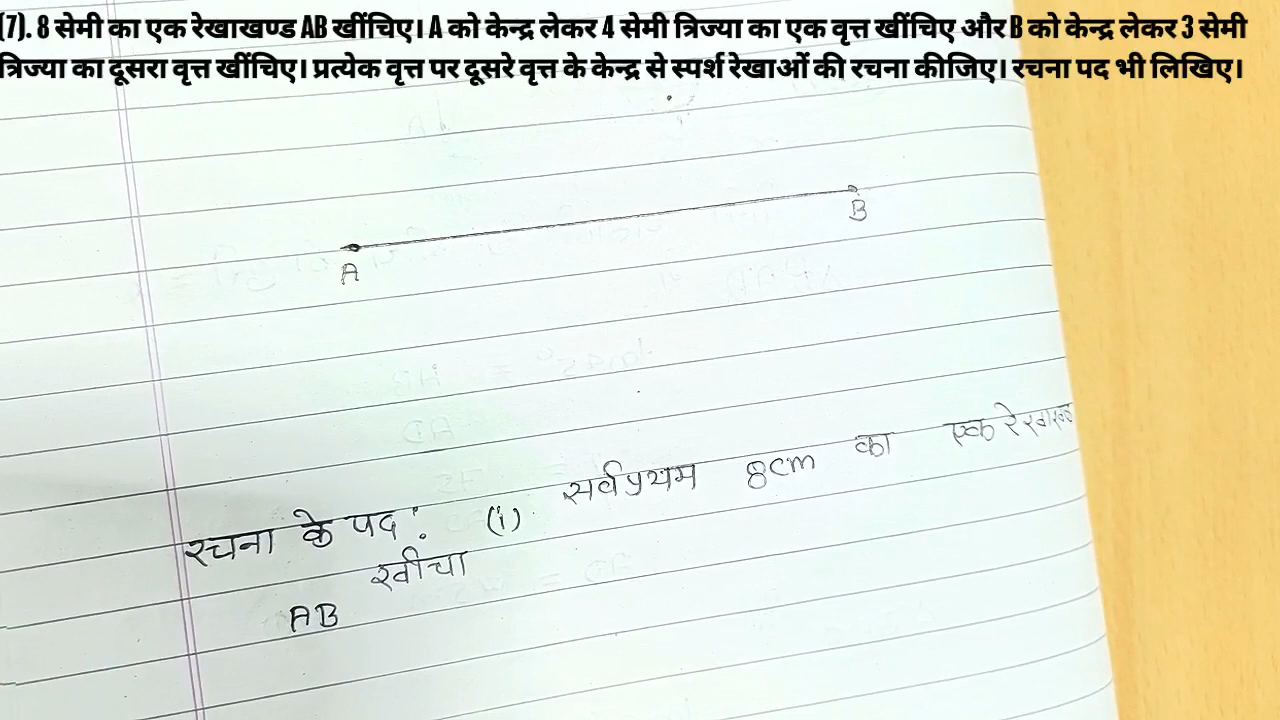 (7). 8 सेमी का एक रेखाखण्ड AB खींचिए। A को केन्द्र लेकर 4 सेमी त्रिज्या का एक वृत्त खींचिए और B को केन्द्र लेकर 3 सेमी
त्रिज्या का दूसरा वृत्त खींचिए। प्रत्येक वृत्त पर दूसरे वृत्त के केन्द्र से स्पर्श रेखाओं की रचना कीजिए। रचना पद भी लिखिए।
A
B
रचना के पद : (i) सर्वप्रथम 8cm का एक रेखाखण्ड
AB खींचा